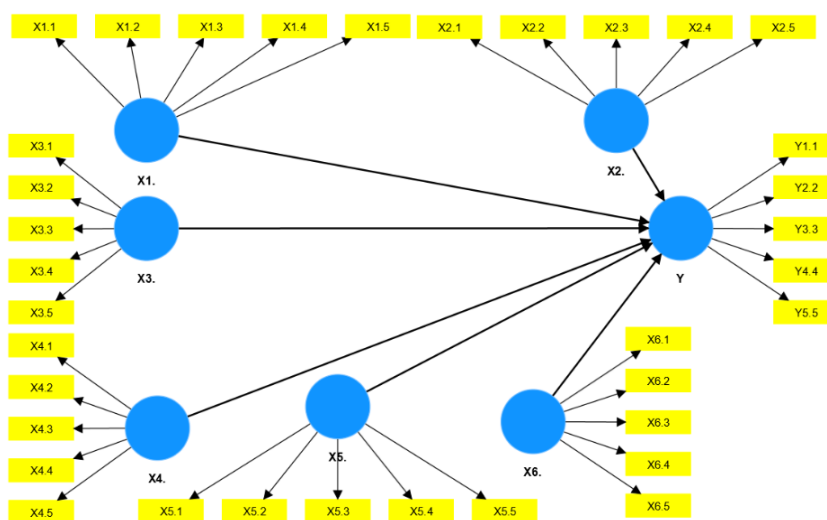 X1.1 X1.2 X1.3 X1.4 X1.5 X2.1 X2.2 X2.3 X2.4 X2.5
X1.
X2.
X3.1
X3.2
X3.3
X3.4
X3.5
X3.
Y1.1
Y2.2
Y3.3
Y4.4
Y5.5
Y
X4.1
X4.2
X4.3
X4.4
X4.5
X4.
X5.
X5.1 X5.2 X5.3 X5.4 X5.5
X6.
X6.1
X6.2
X6.3
X6.4
X6.5